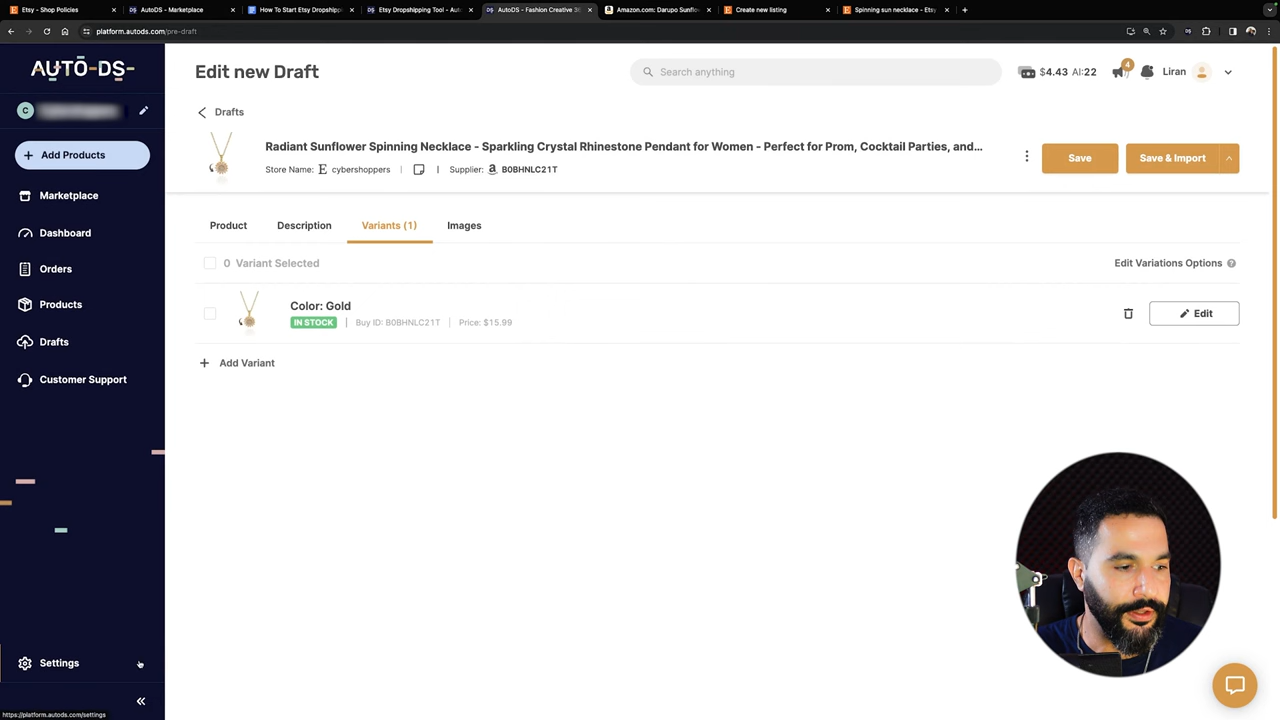 Etsy - Shop Policies
AutoDS - Marketplace
How To Start Etsy Dropshippi
Etsy Dropshipping Tool - Auto
AutoDS - Fashion Creative 36
Amazon.com: Darupo Sunflo
Create new listing
Spinning sun necklace - Etsy
platform.autods.com/pre-draft
AUTO-DS-
Edit new Draft
Search anything
$4.43 AI:22
4
Liran
C
Drafts
Add Products
Radiant Sunflower Spinning Necklace - Sparkling Crystal Rhinestone Pendant for Women - Perfect for Prom, Cocktail Parties, and...
Store Name: cybershoppers | | Supplier: B0BHNLC21T
Save
Save & Import
Marketplace
Dashboard
Orders
Products
Drafts
Customer Support
Product
Description
Variants (1)
Images
0 Variant Selected
Edit Variations Options
Color: Gold
IN STOCK | Buy ID: B0BHNLC21T | Price: $15.99
Edit
+ Add Variant
Settings
https://platform.autods.com/settings